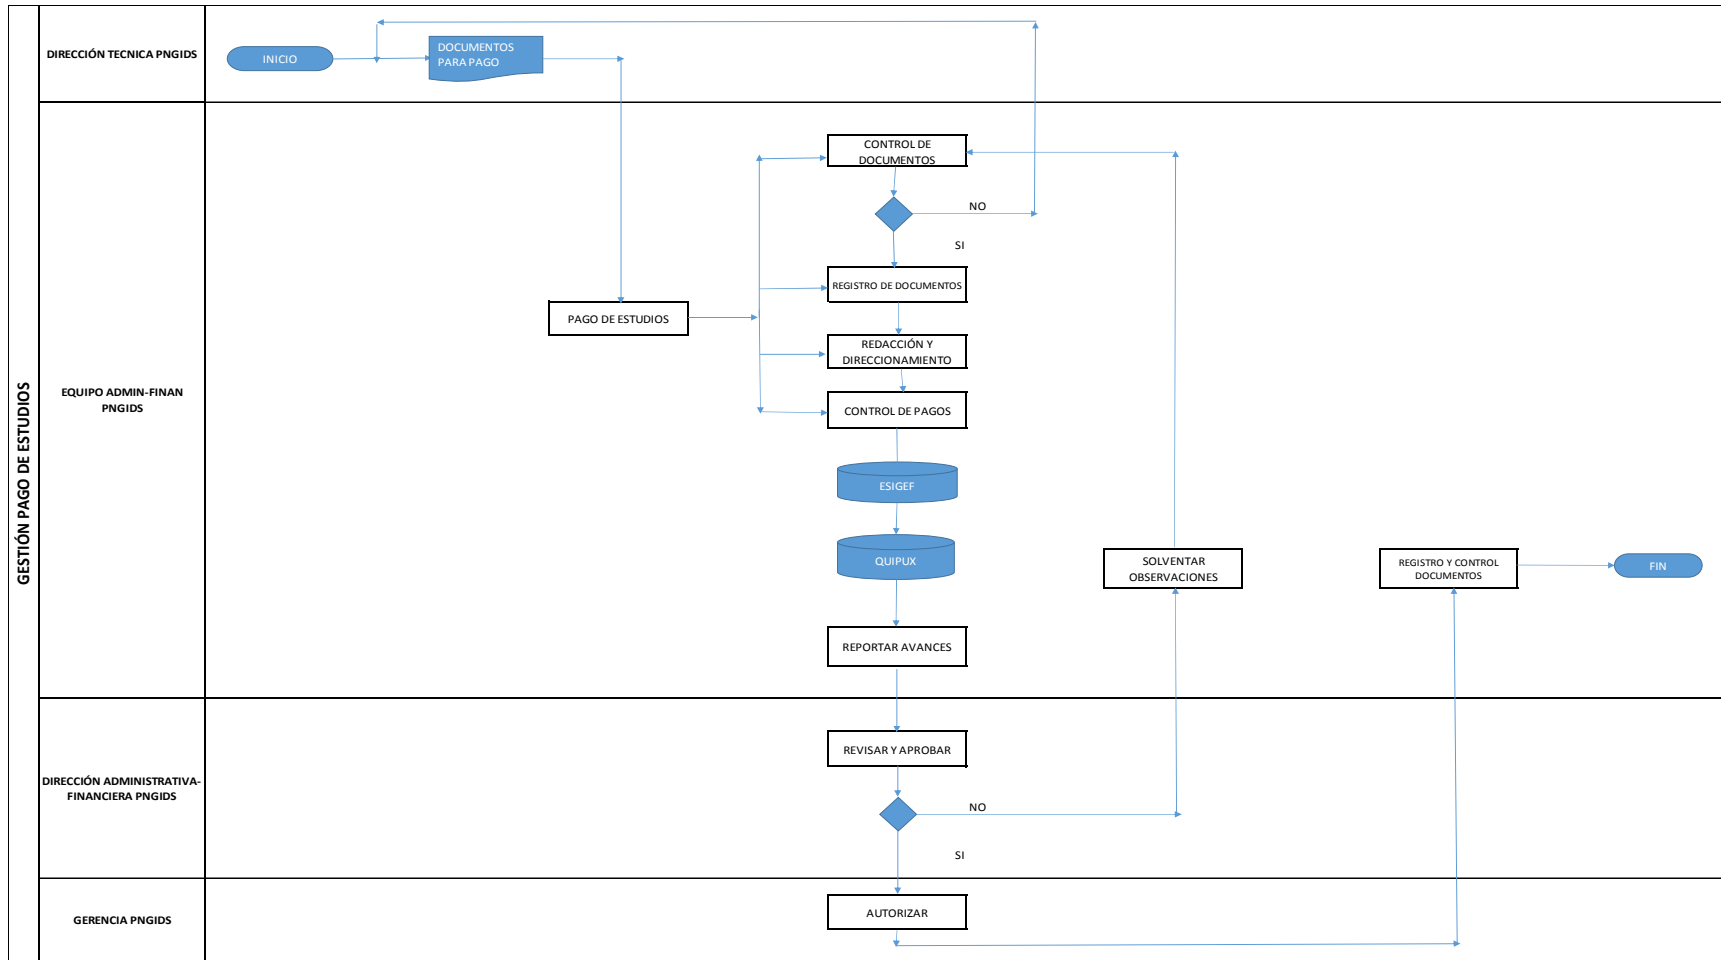 GESTIÓN PAGO DE ESTUDIOS
DIRECCIÓN TECNICA PNGIDS
INICIO
DOCUMENTOS
PARA PAGO
EQUIPO ADMIN-FINAN
PNGIDS
CONTROL DE
DOCUMENTOS
NO
SI
REGISTRO DE DOCUMENTOS
PAGO DE ESTUDIOS
REDACCIÓN Y
DIRECCIONAMIENTO
CONTROL DE PAGOS
ESIGEF
QUIPUX
SOLVENTAR
OBSERVACIONES
REGISTRO Y CONTROL
DOCUMENTOS
FIN
REPORTAR AVANCES
DIRECCIÓN ADMINISTRATIVA-
FINANCIERA PNGIDS
REVISAR Y APROBAR
NO
SI
GERENCIA PNGIDS
AUTORIZAR